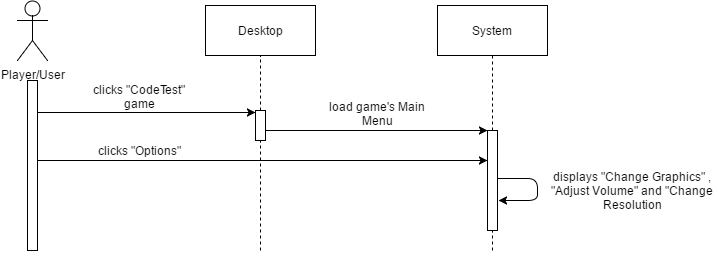 Desktop
System
Player/User
clicks "CodeTest"
game
load game's Main
Menu
clicks "Options"
displays "Change Graphics" ,
"Adjust Volume" and "Change
Resolution